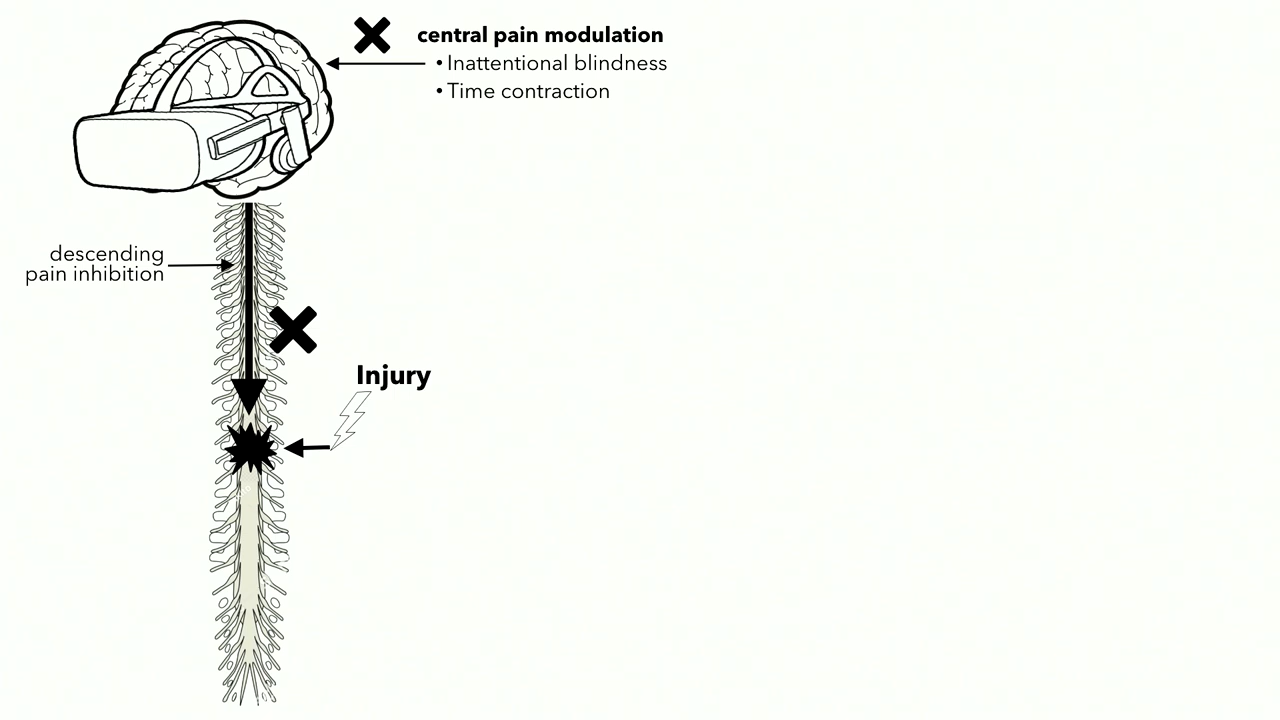 central pain modulation
• Inattentional blindness
• Time contraction
descending
pain inhibition
Injury